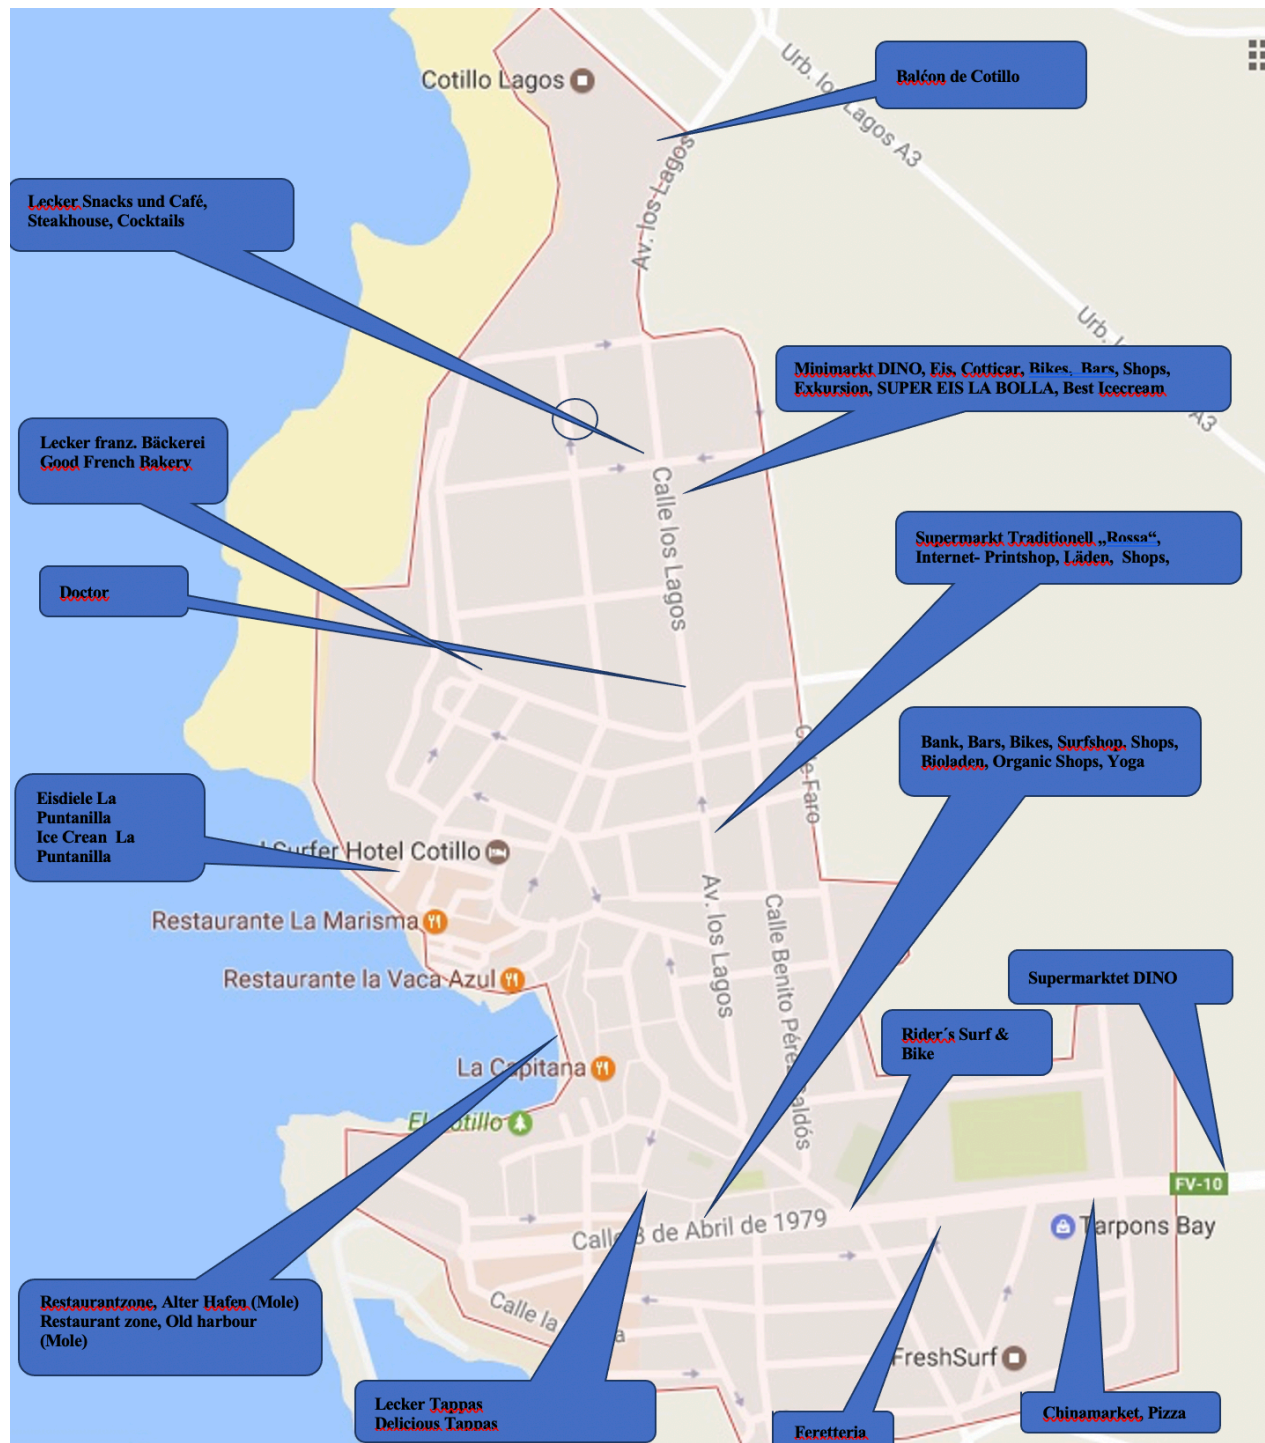 Cotillo Lagos
Balćon de Cotillo
Urb. los Lagos A3
Av. los Lagos
Lecker Snacks und Café,
Steakhouse, Cocktails
Urb.
A3
Minimarkt DINO, Eis, Cotticar, Bikes, Bars, Shops,
Exkursion, SUPER EIS LA BOLLA, Best Icecream
Lecker franz. Bäckerei
Good French Bakery
Calle los Lagos
Supermarkt Traditionell „Rossa“,
Internet- Printshop, Läden, Shops,
Doctor
Bank, Bars, Bikes, Surfshop, Shops,
Bioladen, Organic Shops, Yoga
Faro
Eisdiele La
Puntanilla
Ice Crean La
Puntanilla
Surfer Hotel Cotillo
Restaurante La Marisma
Av. los Lagos
Calle Benito Pérez Galdós
Restaurante la Vaca Azul
Supermarktet DINO
Rider´s Surf &
Bike
La Capitana
El Cotillo
FV-10
Calle 3 de Abril de 1979
Tarpons Bay
Restaurantzone, Alter Hafen (Mole)
Restaurant zone, Old harbour
(Mole)
Calle la
FreshSurf
Lecker Tappas
Delicious Tappas
Feretteria
Chinamarket, Pizza